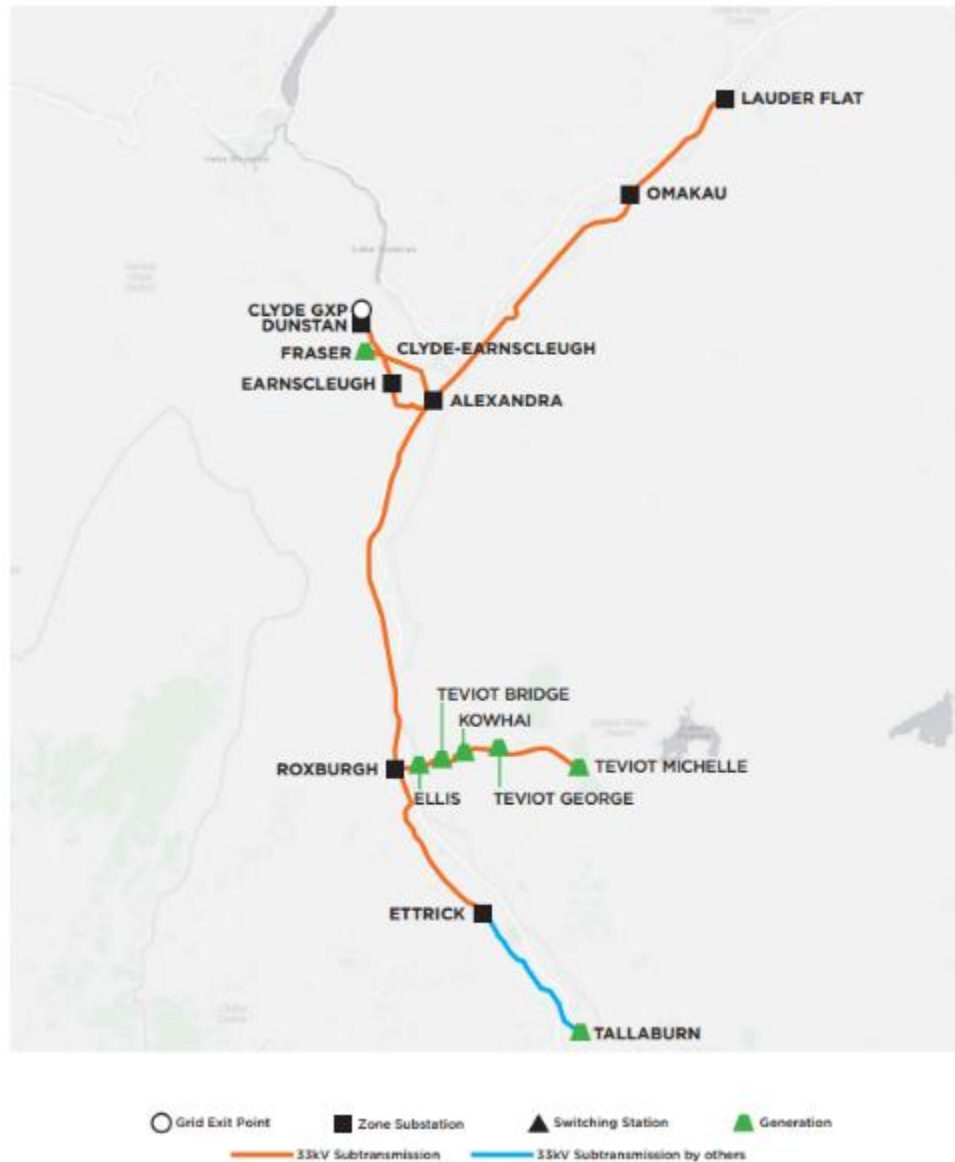 LAUDER FLAT
OMAKAU
CLYDE GXP
DUNSTAN
FRASER
CLYDE-EARNSCLEUGH
EARNSCLEUGH
ALEXANDRA
TEVIOT BRIDGE
KOWHAI
ROXBURGH
TEVIOT MICHELLE
ELLIS
TEVIOT GEORGE
ETTRICK
TALLABURN
Grid Exit Point
Zone Substation
Switching Station
Generation
33kV Subtransmission
33kV Subtransmission by others